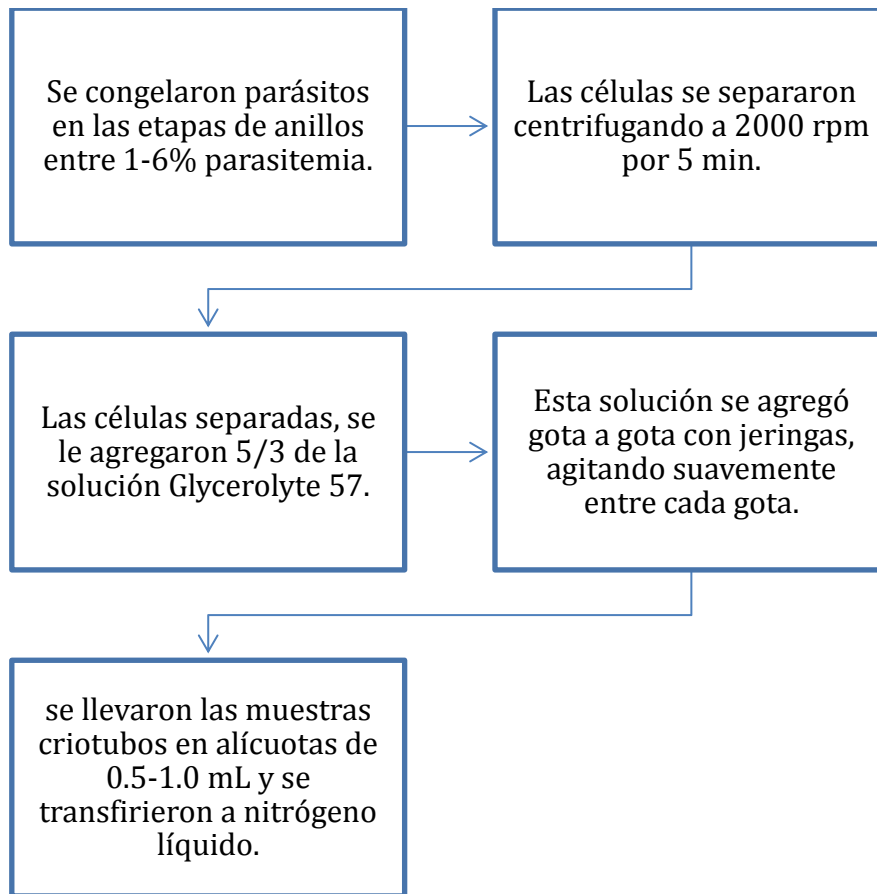 Se congelaron parásitos
en las etapas de anillos
entre 1-6% parasitemia.
Las células se separaron
centrifugando a 2000 rpm
por 5 min.
Las células separadas, se
le agregaron 5/3 de la
solución Glycerolyte 57.
Esta solución se agregó
gota a gota con jeringas,
agitando suavemente
entre cada gota.
se llevaron las muestras
criotubos en alícuotas de
0.5-1.0 mL y se
transfirieron a nitrógeno
líquido.